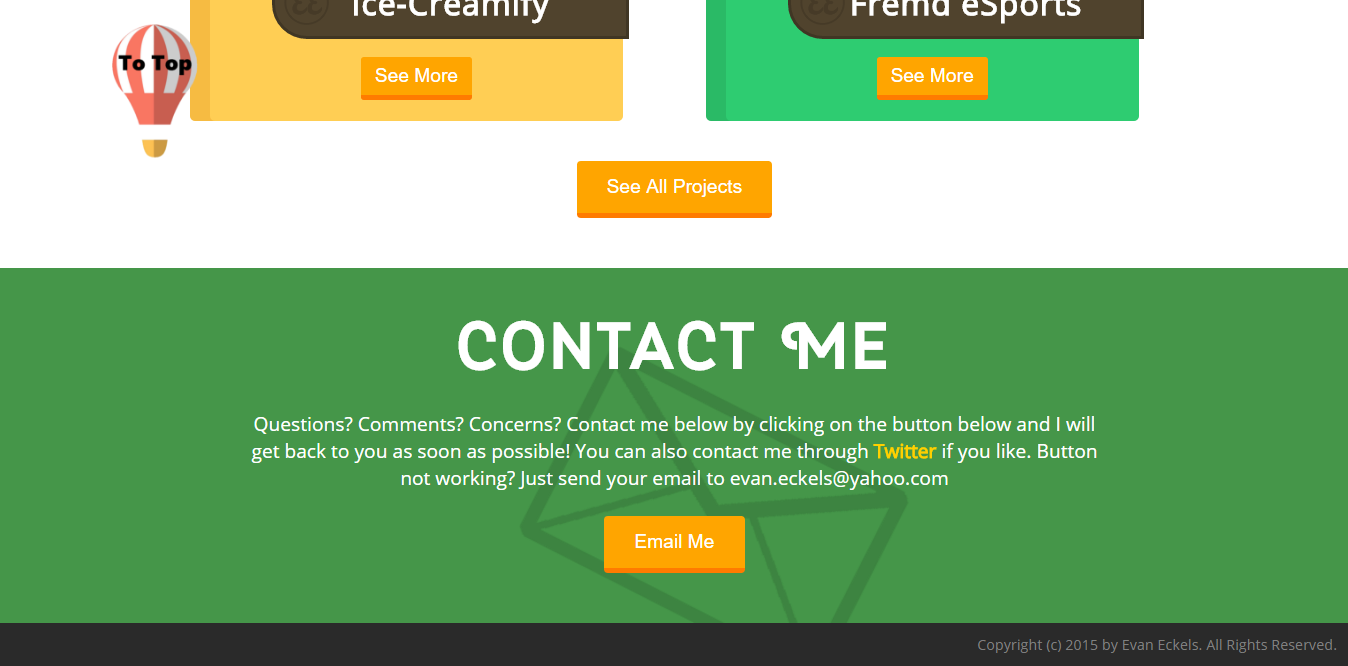 Ice-Creamify
Fremd eSports
To Top
See More
See More
See All Projects
CONTACT ME
Questions? Comments? Concerns? Contact me below by clicking on the button below and I will
get back to you as soon as possible! You can also contact me through Twitter if you like. Button
not working? Just send your email to evan.eckels@yahoo.com
Email Me
Copyright (c) 2015 by Evan Eckels. All Rights Reserved.